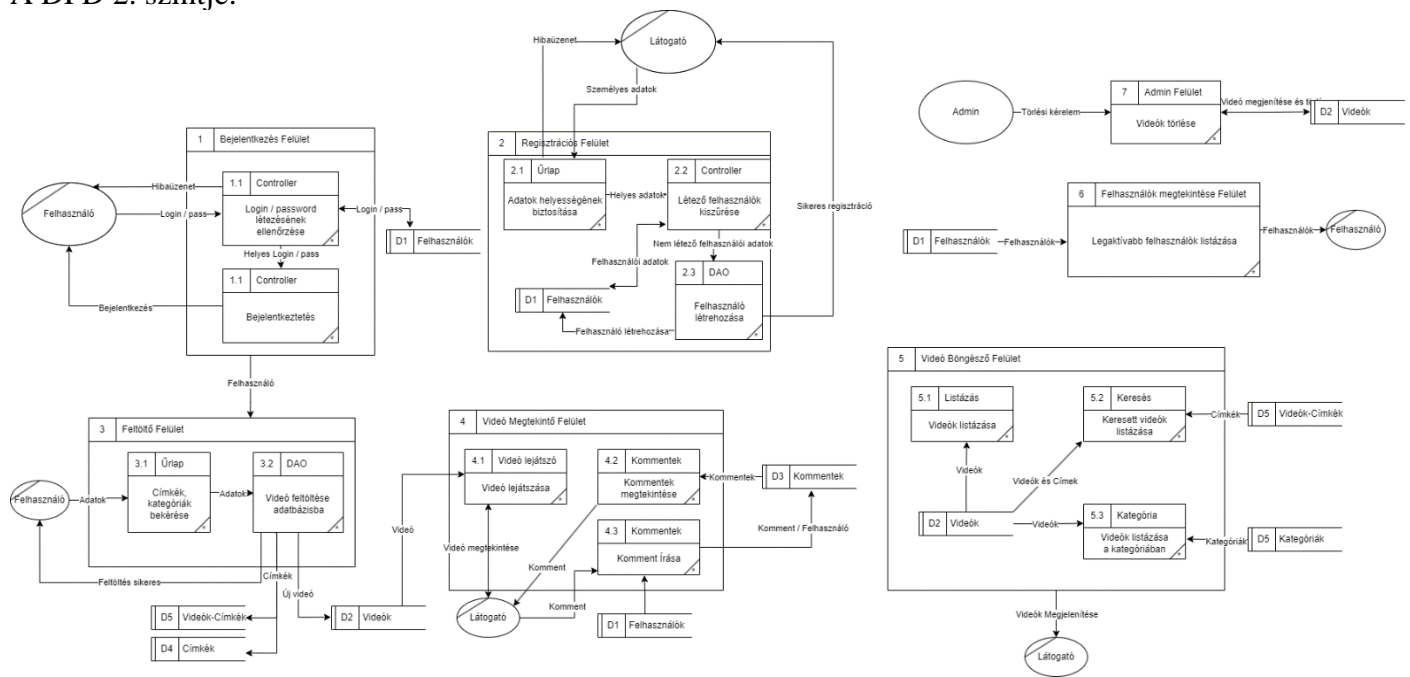 A DFD 2. szintje:
Látogató
Hibaüzenet
Személyes adatok
Sikeres regisztráció
1 Bejelentkezés Felület
Felhasználó
Hibaüzenet
Login / pass
1.1 Controller
Login / password
létezésének
ellenőrzése
Login / pass
D1 Felhasználók
Helyes Login / pass
1.1 Controller
Bejelentkeztetés
Bejelentkezés
Felhasználó
2 Regisztrációs Felület
2.1 Űrlap
Adatok helyességének
biztosítása
Helyes adatok
2.2 Controller
Létező felhasználók
kiszűrése
Nem létező felhasználói adatok
Felhasználói adatok
2.3 DAO
Felhasználó
létrehozása
D1 Felhasználók
Felhasználó létrehozása
Admin
Törlési kérelem
7 Admin Felület
Videók törlése
Videó megjenítése és
D2 Videók
6 Felhasználók megtekintése Felület
Legaktívabb felhasználók listázása
D1 Felhasználók
Felhasználók
Felhasználók
Felhasználó
3 Feltöltő Felület
Felhasználó
Adatok
3.1 Űrlap
Címkék,
kategóriák
bekérése
Adatok
3.2 DAO
Videó feltöltése
adatbázisba
Feltöltés sikeres
Címkék
Új videó
D5 Videók-Címkék
D4 Címkék
D2 Videók
Videó
4 Videó Megtekintő Felület
4.1 Videó lejátszó
Videó lejátszása
4.2 Kommentek
Kommentek
megtekintése
4.3 Kommentek
Komment Írása
Kommentek
D3 Kommentek
Komment / Felhasználó
Videó megtekintése
Komment
Komment
Látogató
D1 Felhasználók
5 Videó Böngésző Felület
5.1 Listázás
Videók listázása
5.2 Keresés
Keresett videók
listázása
Címkék
D5 Videók-Címkék
Videók
Videók és Címek
D2 Videók
Videók
5.3 Kategória
Videók listázása
a kategóriában
Kategóriák
D5 Kategóriák
Videók Megjelenítése
Látogató